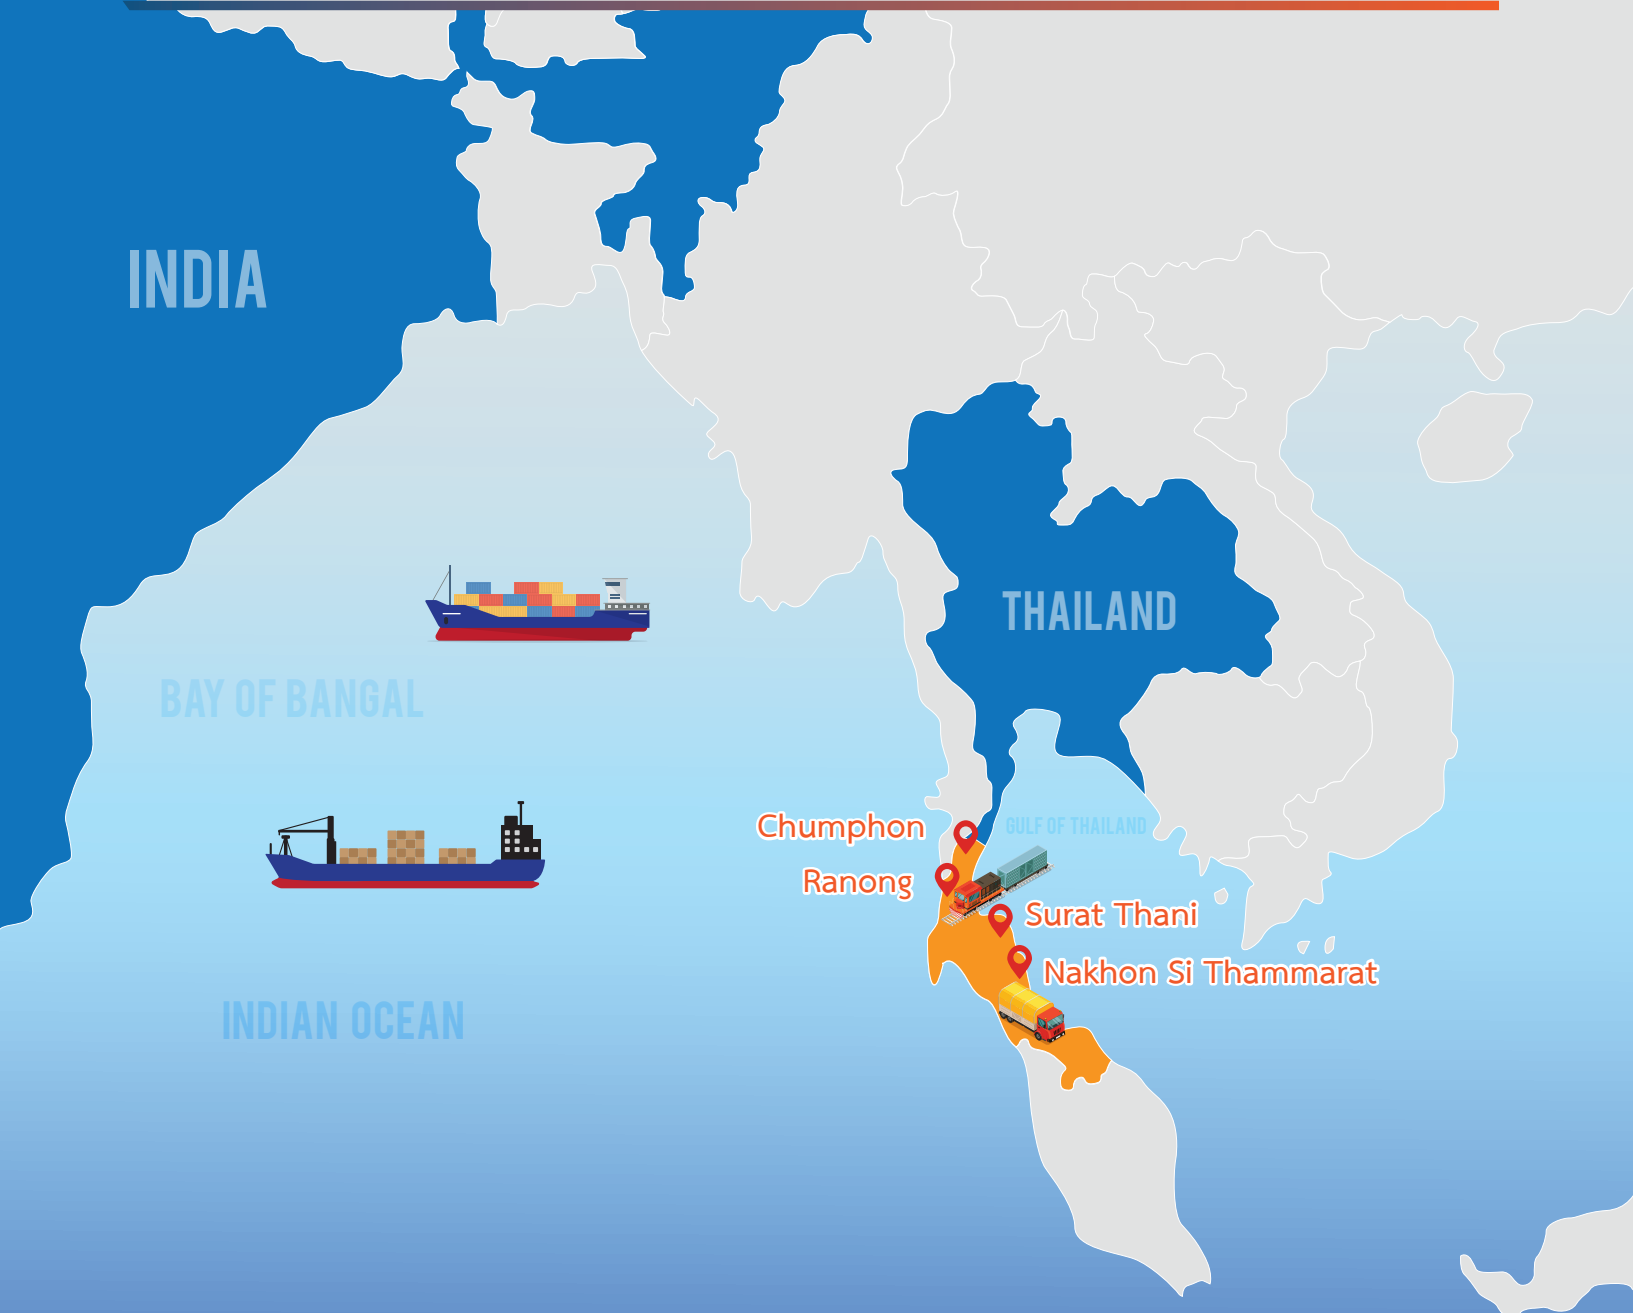 INDIA
THAILAND
BAY OF BANGAL
Chumphon
GULF OF THAILAND
Ranong
Surat Thani
Nakhon Si Thammarat
INDIAN OCEAN